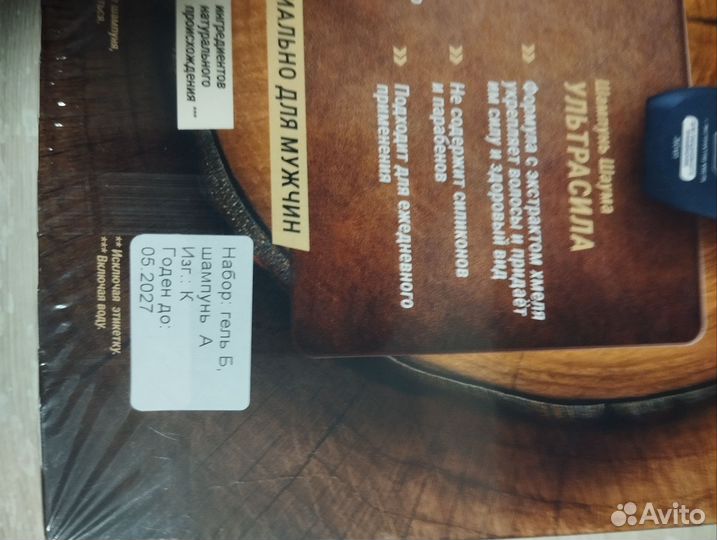 Шампунь Шаума
УЛЬТРАСИЛА
» Формула с экстрактом хмеля
укрепляет волосы и придаёт
им силу и здоровый вид
» Не содержит силиконов
и парабенов
» Подходит для ежедневного
применения
ДЛЯ МУЖЧИН
ингредиентов
натурального
происхождения ***
шампуня,
** Исключая этикетку.
*** Включая воду.
Набор: гель Б,
шампунь А
Изг.: К
Годен до:
05.2027
Avito